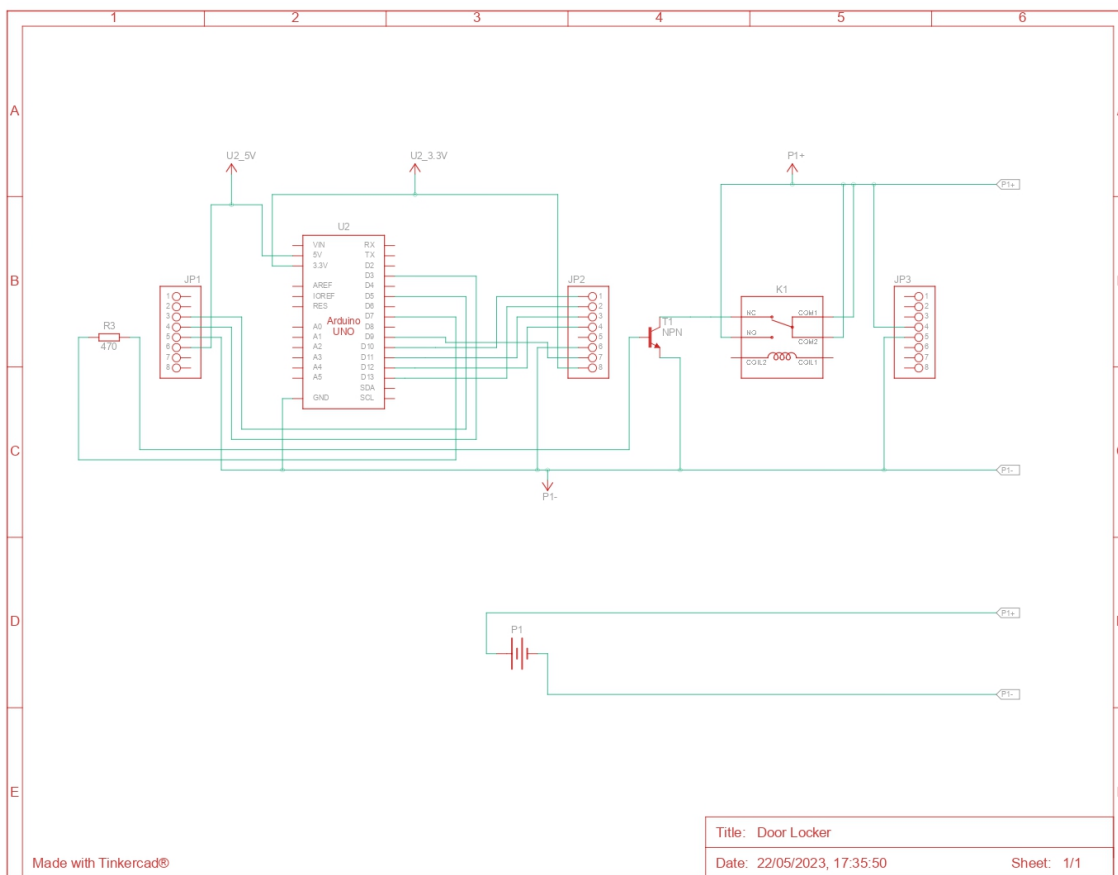 1 2 3 4 5 6
A
U2_5V
U2_3.3V
P1+
P1+
U2
VIN RX
5V TX
3.3V D2
D3
AREF D4
IOREF D5
RES D6
D7
A0 D8
A1 D9
A2 D10
A3 D11
A4 D12
A5 D13
SDA
GND SCL
Arduino
UNO
B
JP1
1
2
3
4
5
6
7
8
R3
470
JP2
1
2
3
4
5
6
7
8
T1
NPN
K1
NC COM1
NO COM2
COIL2 COIL1
JP3
1
2
3
4
5
6
7
8
C
P1-
P1-
D
P1+
P1
P1-
E
Title: Door Locker
Made with Tinkercad®
Date: 22/05/2023, 17:35:50 Sheet: 1/1